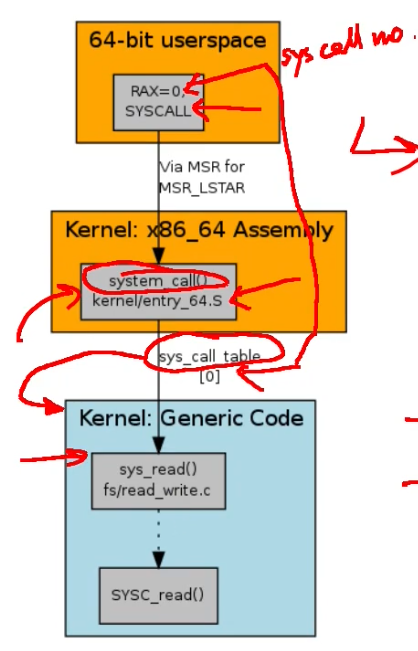 64-bit userspace
sys call no.
RAX=0;
SYSCALL
Via MSR for
MSR_LSTAR
Kernel: x86_64 Assembly
system_call()
kernel/entry_64.S
sys_call_table
[0]
Kernel: Generic Code
sys_read()
fs/read_write.c
SYSC_read()